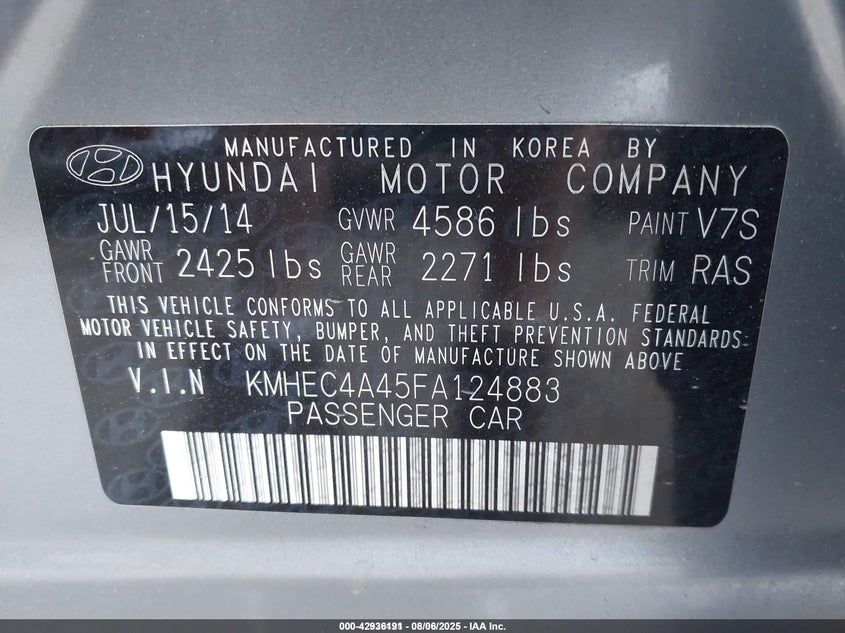 MANUFACTURED IN KOREA BY
HYUNDAI MOTOR COMPANY
JUL/15/14 GVWR 4586 lbs PAINT V7S
GAWR FRONT 2425 lbs GAWR REAR 2271 lbs TRIM RAS
THIS VEHICLE CONFORMS TO ALL APPLICABLE U.S.A. FEDERAL
MOTOR VEHICLE SAFETY, BUMPER, AND THEFT PREVENTION STANDARDS
IN EFFECT ON THE DATE OF MANUFACTURE SHOWN ABOVE.
V.I.N KMHEC4A45FA124883
PASSENGER CAR
000-42936191 - 08/06/2025 - IAA Inc.